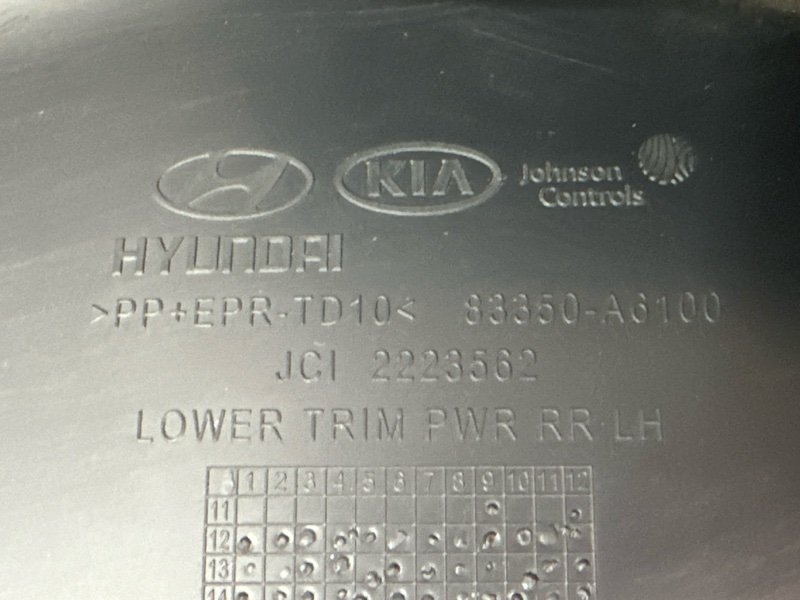 KIA Johnson Controls
HYUNDAI
>PP+EPR-TD10< 83350-A6100
JCI 2223562
LOWER TRIM PWR RR LH
1 2 3 4 5 6 7 8 9 10 11 12
11
12
13
14